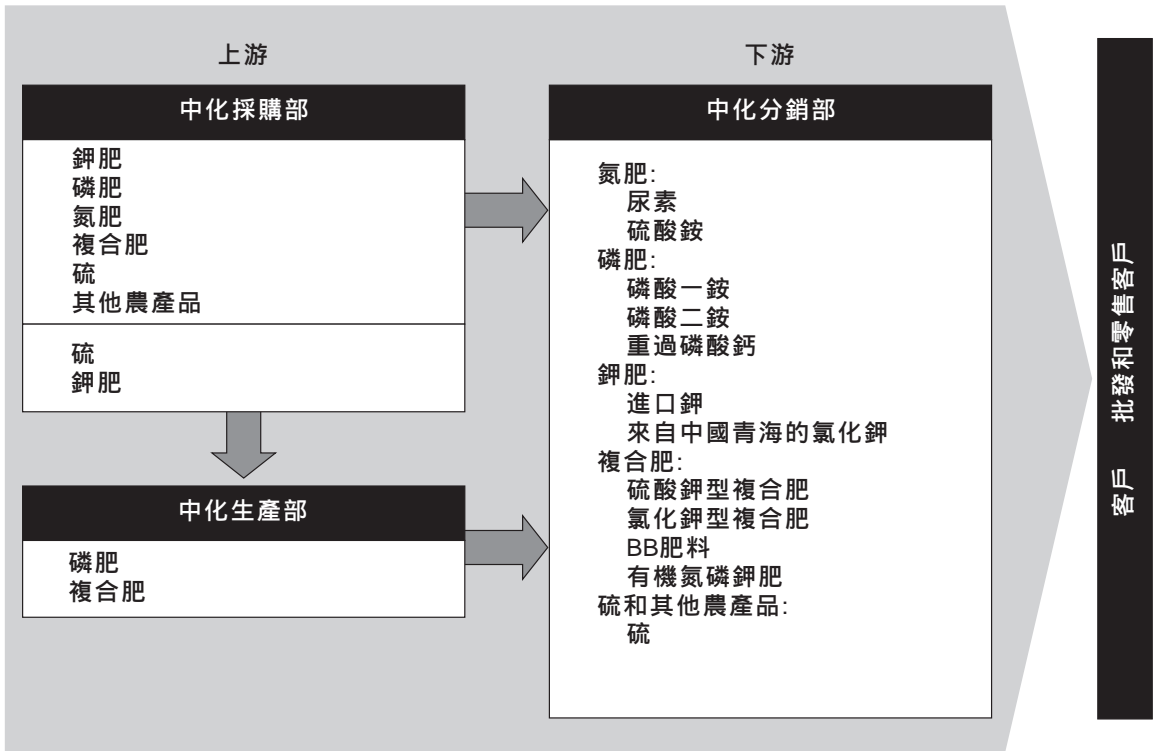 上游
中化採購部
鉀肥
磷肥
氮肥
複合肥
硫
其他農產品
硫
鉀肥
中化生產部
磷肥
複合肥
下游
中化分銷部
氮肥:
尿素
硫酸銨
磷肥:
磷酸一銨
磷酸二銨
重過磷酸鈣
鉀肥:
進口鉀
來自中國青海的氯化鉀
複合肥:
硫酸鉀型複合肥
氯化鉀型複合肥
BB肥料
有機氮磷鉀肥
硫和其他農產品:
硫
客戶 批發和零售客戶